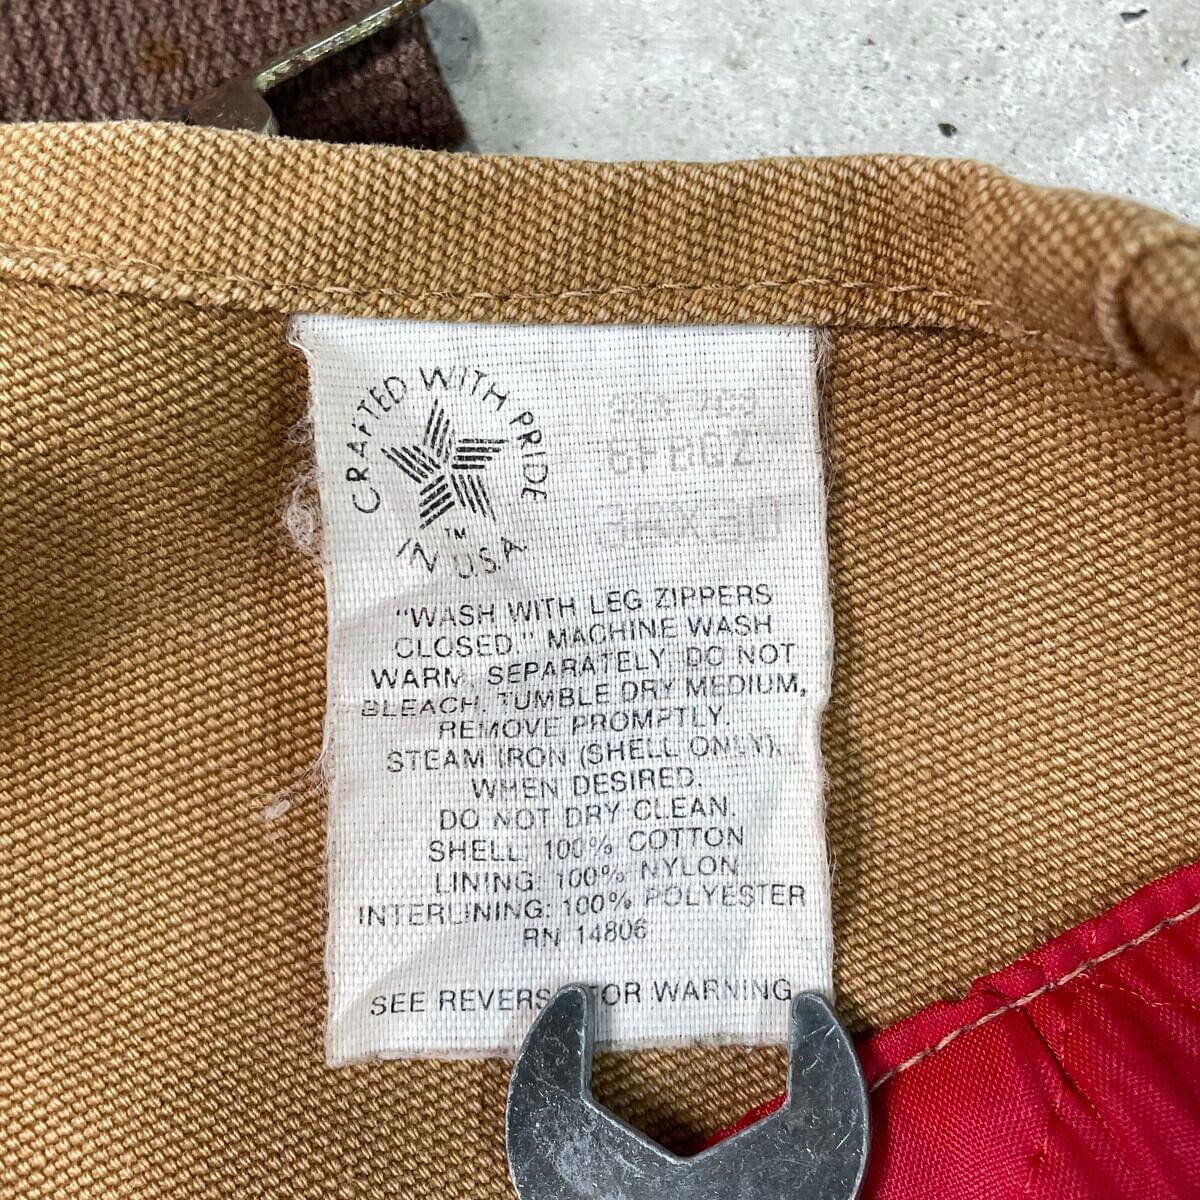 CRAFTED WITH PRIDE
IN U.S.A.
TM
"WASH WITH LEG ZIPPERS
CLOSED." MACHINE WASH
WARM, SEPARATELY. DO NOT
BLEACH. TUMBLE DRY MEDIUM,
REMOVE PROMPTLY.
STEAM IRON (SHELL ONLY),
WHEN DESIRED.
DO NOT DRY CLEAN.
SHELL: 100% COTTON
LINING: 100% NYLON
INTERLINING: 100% POLYESTER
RN 14806
SEE REVERS FOR WARNING